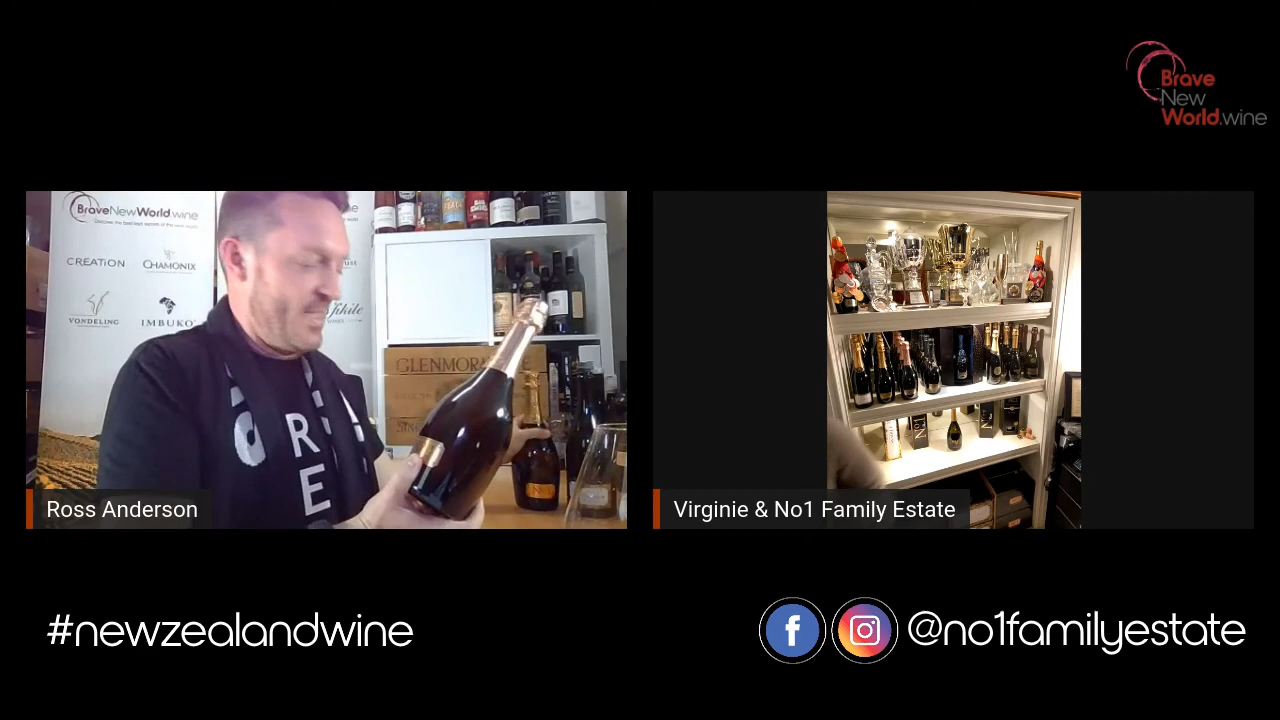 Brave
New
World.wine
BraveNewWorld.wine
CREATION
CHAMONIX
VONDELING
IMBUKO
GLENMORA
R
E
Ross Anderson
Virginie & No1 Family Estate
#newzealandwine
@no1familyestate